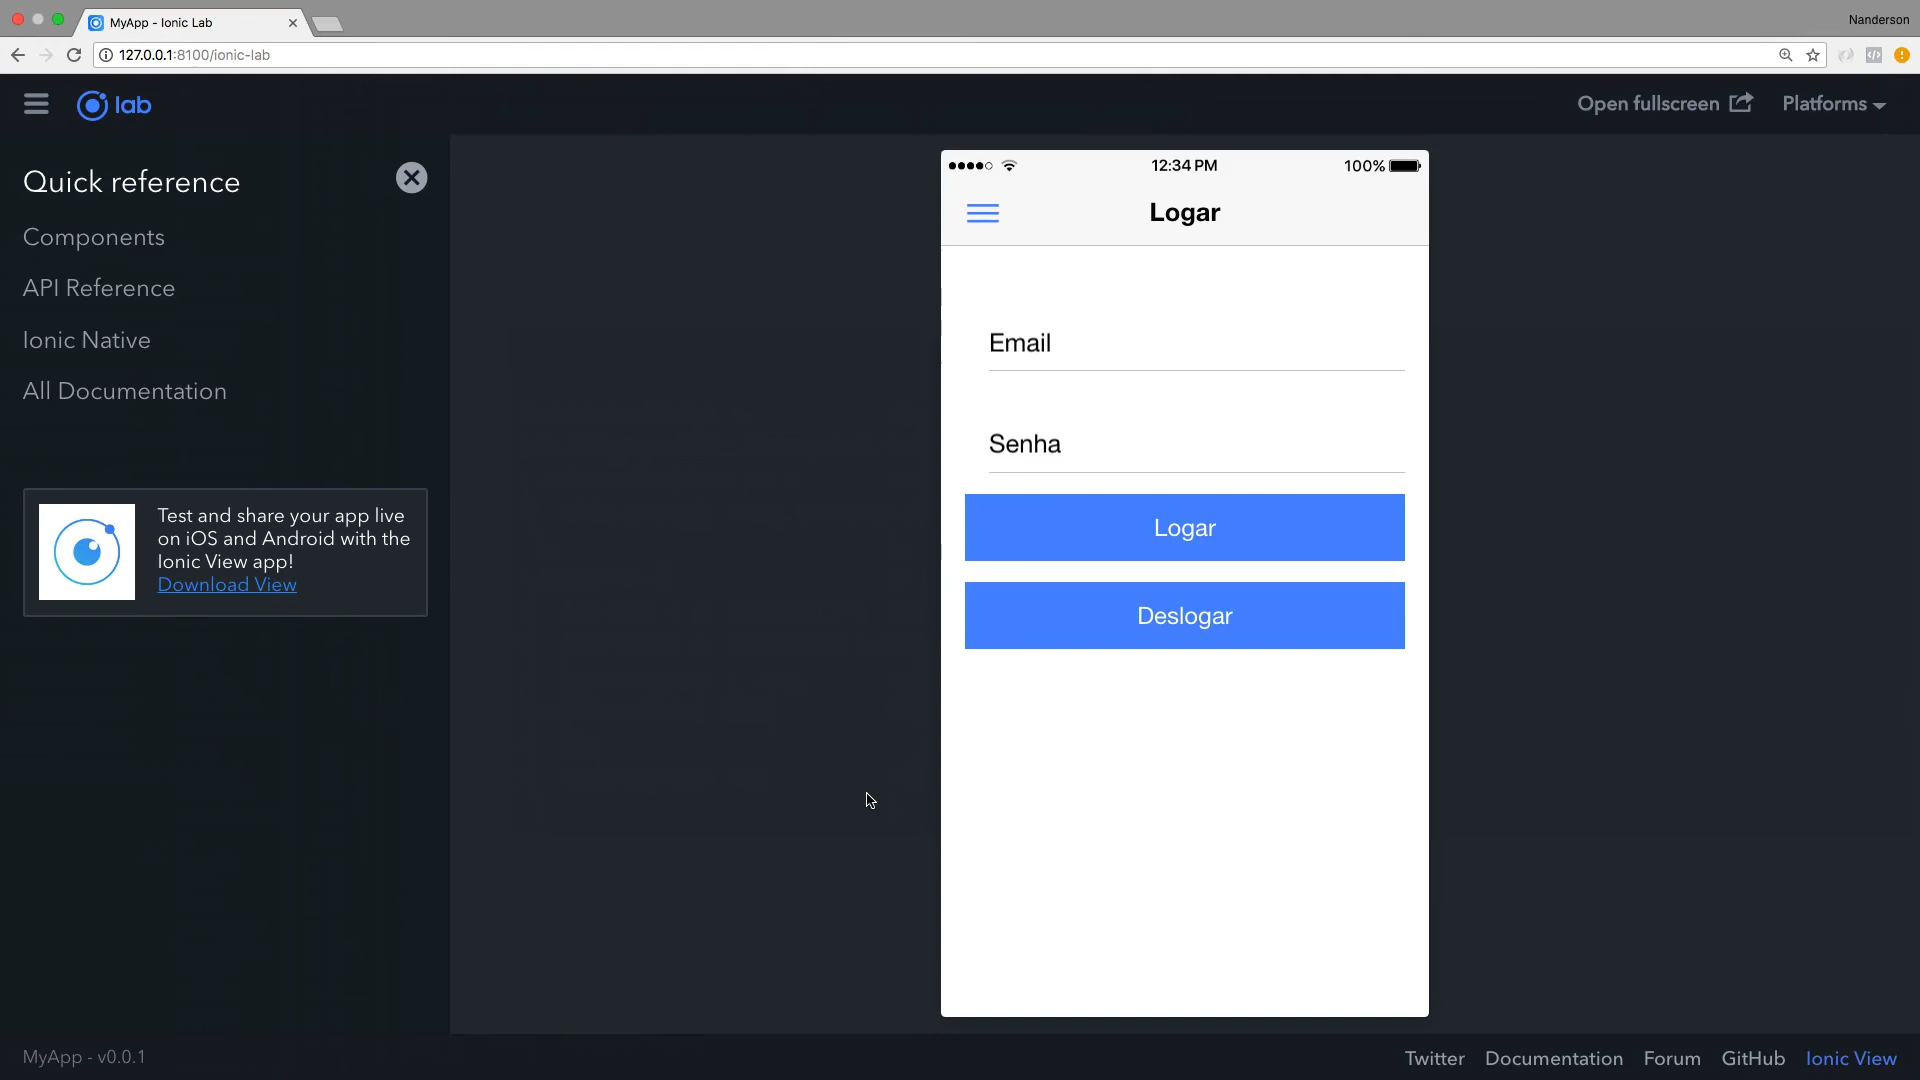 MyApp - Ionic Lab
Nanderson
127.0.0.1:8100/ionic-lab
lab
Open fullscreen
Platforms
Quick reference
Components
API Reference
Ionic Native
All Documentation
Test and share your app live
on iOS and Android with the
Ionic View app!
Download View
12:34 PM
100%
Logar
Email
Senha
Logar
Deslogar
MyApp - v0.0.1
Twitter
Documentation
Forum
GitHub
Ionic View